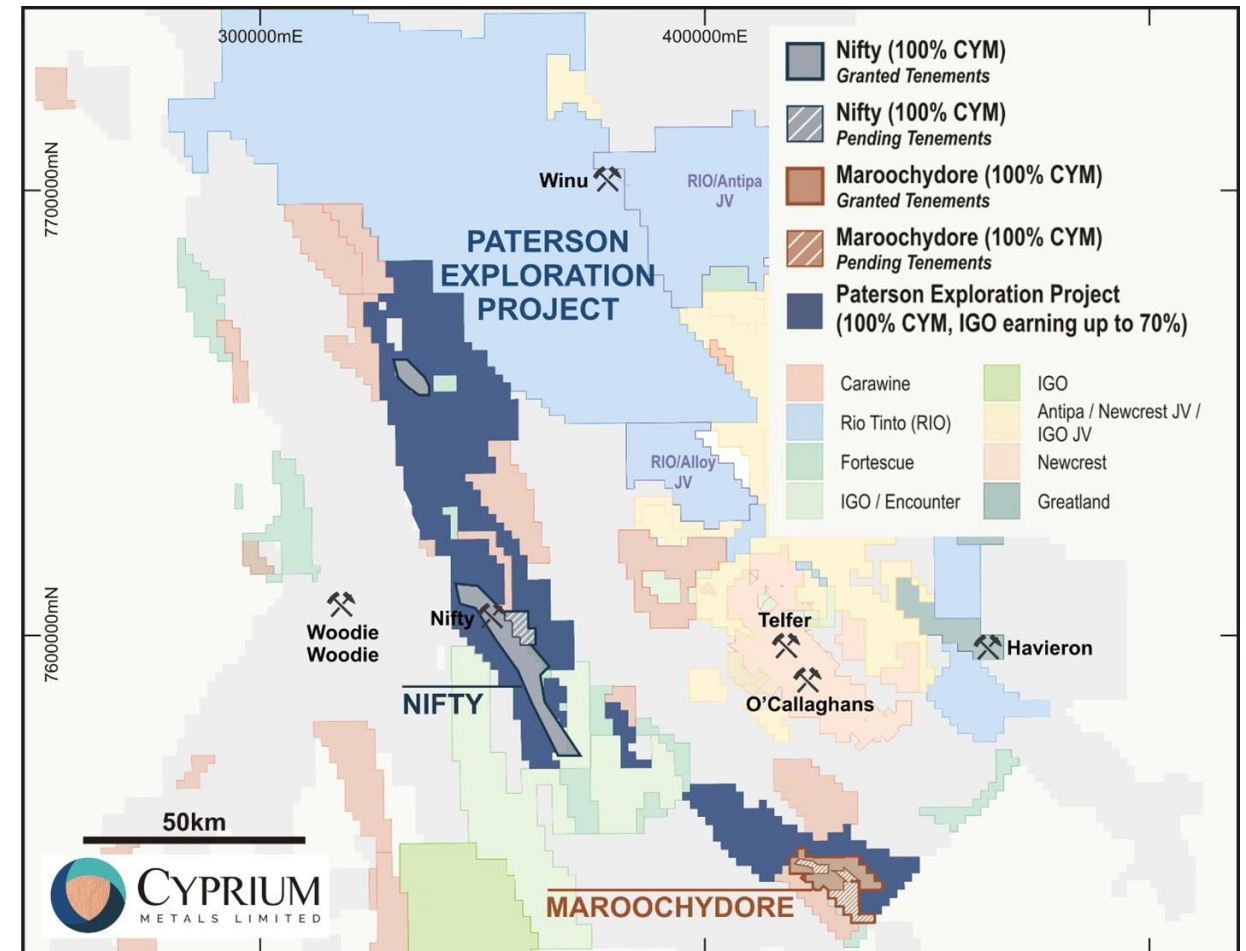 300000mE
400000mE
7700000mN
7600000mN
Nifty (100% CYM)
Granted Tenements
Nifty (100% CYM)
Pending Tenements
Maroochydore (100% CYM)
Granted Tenements
Maroochydore (100% CYM)
Pending Tenements
Paterson Exploration Project
(100% CYM, IGO earning up to 70%)
Carawine
Rio Tinto (RIO)
Fortescue
IGO / Encounter
IGO
Antipa / Newcrest JV /
IGO JV
Newcrest
Greatland
Winu
RIO/Antipa
JV
PATERSON
EXPLORATION
PROJECT
RIO/Alloy
JV
Woodie
Woodie
Nifty
NIFTY
Telfer
O'Callaghans
Havieron
50km
CYPRIUM
METALS LIMITED
MAROOCHYDORE